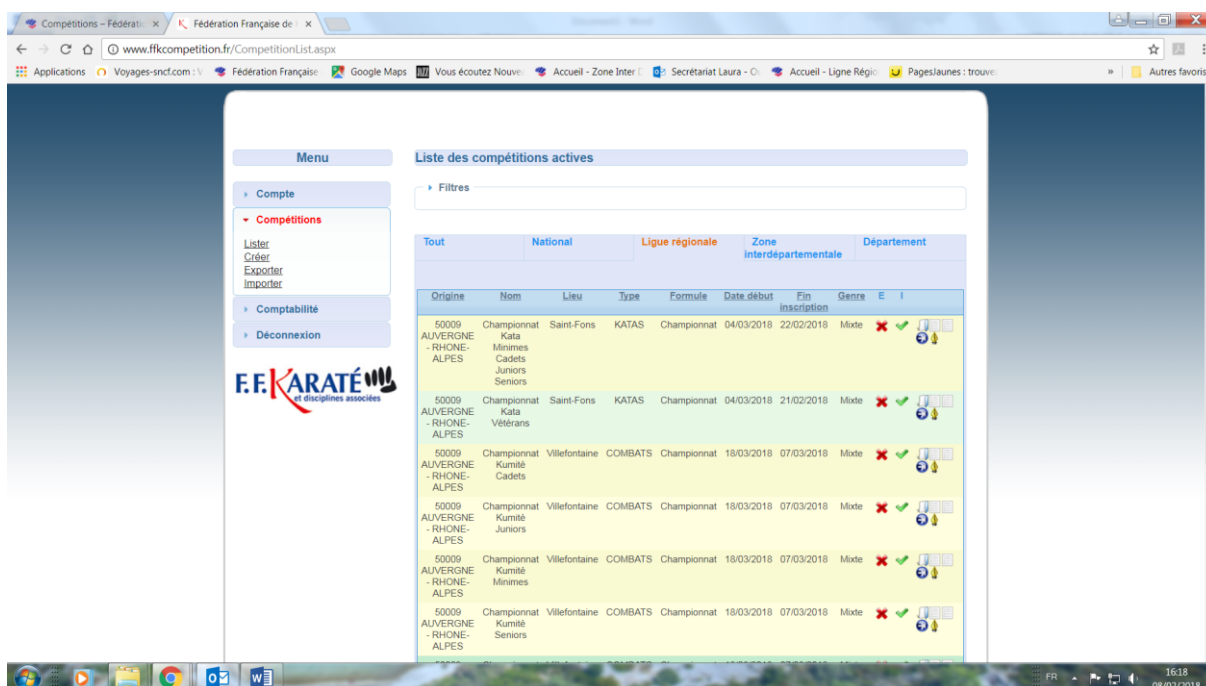 Compétitions – Fédérati
Fédération Française de
www.ffkcompetition.fr/CompetitionList.aspx
Applications Voyages-sncf.com : V Fédération Française Google Maps Vous écoutez Nouve Accueil - Zone Inter Secrétariat Laura - O Accueil - Ligne Régio PagesJaunes : trouve » Autres favoris
Menu
Compte
Compétitions
Lister
Créer
Exporter
Importer
Comptabilité
Déconnexion
F.F.KARATÉ
et disciplines associées
Liste des compétitions actives
Filtres
Tout National Ligue régionale Zone Département
interdépartementale
Origine Nom Lieu Type Formule Date début Fin Genre E I
inscription
50009 Championnat Saint-Fons KATAS Championnat 04/03/2018 22/02/2018 Mixte
AUVERGNE Kata
- RHONE- Minimes
ALPES Cadets
Juniors
Seniors
50009 Championnat Saint-Fons KATAS Championnat 04/03/2018 21/02/2018 Mixte
AUVERGNE Kata
- RHONE- Vétérans
ALPES
50009 Championnat Villefontaine COMBATS Championnat 18/03/2018 07/03/2018 Mixte
AUVERGNE Kumité
- RHONE- Cadets
ALPES
50009 Championnat Villefontaine COMBATS Championnat 18/03/2018 07/03/2018 Mixte
AUVERGNE Kumité
- RHONE- Juniors
ALPES
50009 Championnat Villefontaine COMBATS Championnat 18/03/2018 07/03/2018 Mixte
AUVERGNE Kumité
- RHONE- Minimes
ALPES
50009 Championnat Villefontaine COMBATS Championnat 18/03/2018 07/03/2018 Mixte
AUVERGNE Kumité
- RHONE- Seniors
ALPES
FR 16:18
08/02/2018